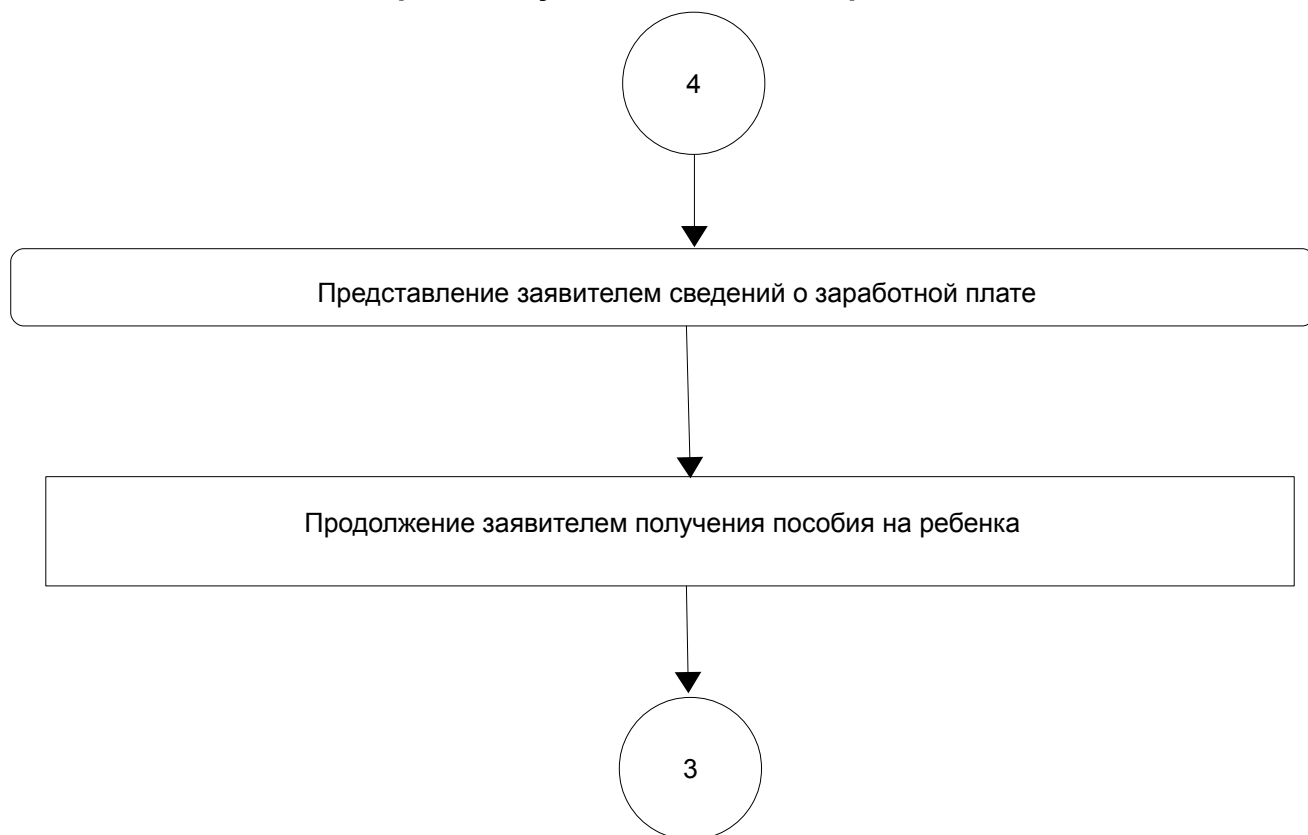 4
Представление заявителем сведений о заработной плате
Продолжение заявителем получения пособия на ребенка
3